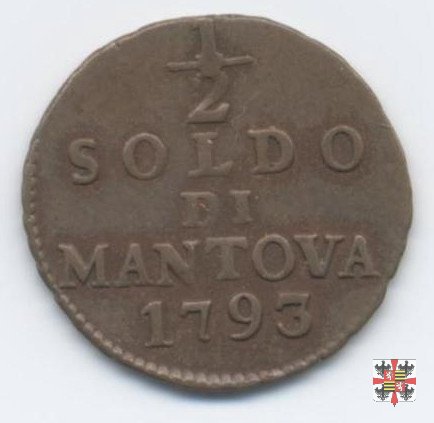 1/2
SOLDO
DI
MANTOVA
1793